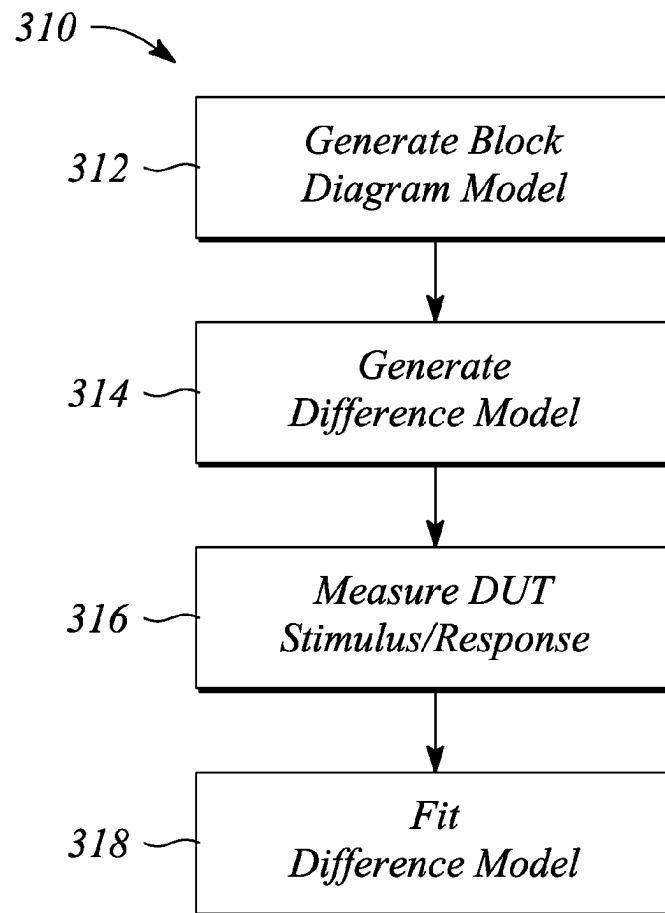 310
312
Generate Block
Diagram Model
314
Generate
Difference Model
316
Measure DUT
Stimulus/Response
318
Fit
Difference Model